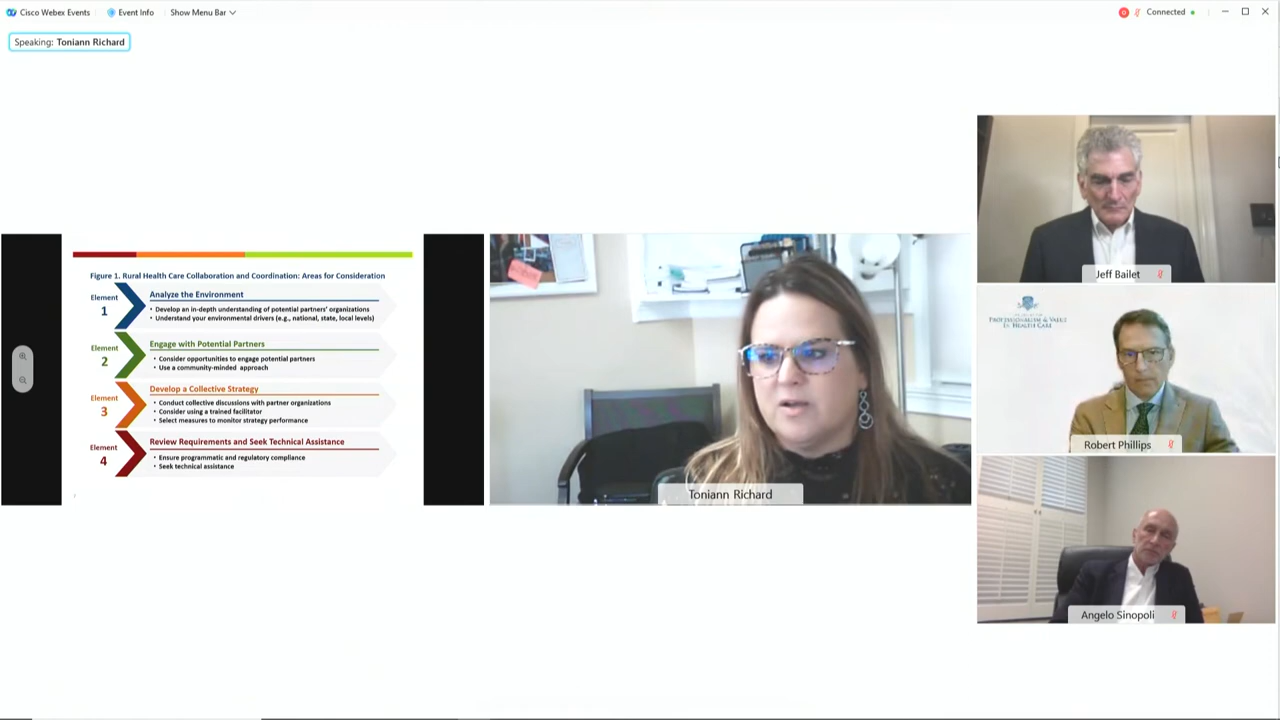 Cisco Webex Events
Event Info
Show Menu Bar
Connected
Speaking: Toniann Richard
Figure 1. Rural Health Care Collaboration and Coordination: Areas for Consideration
Element
1
Analyze the Environment
• Develop an in-depth understanding of potential partners' organizations
• Understand your environmental drivers (e.g., national, state, local levels)
Element
2
Engage with Potential Partners
• Consider opportunities to engage potential partners
• Use a community-minded approach
Element
3
Develop a Collective Strategy
• Conduct collective discussions with partner organizations
• Consider using a trained facilitator
• Select measures to monitor strategy performance
Element
4
Review Requirements and Seek Technical Assistance
• Ensure programmatic and regulatory compliance
• Seek technical assistance
Toniann Richard
Jeff Bailet
PROFESSIONALISM & VALUE
IN HEALTH CARE
Robert Phillips
Angelo Sinopoli